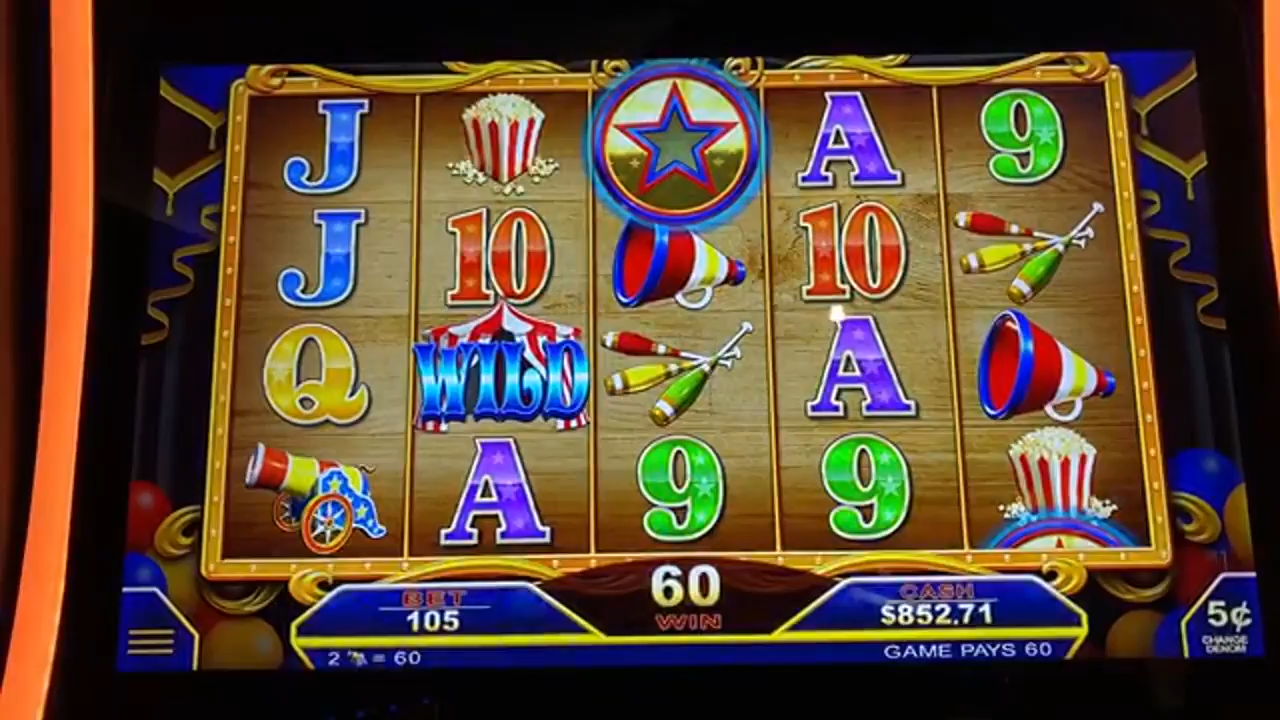 J A 9
J 10 10
Q WILD A
A 9 9
60
BET WIN CASH
105 $852.71 5¢
CHANGE
DENOM
2 = 60 GAME PAYS 60